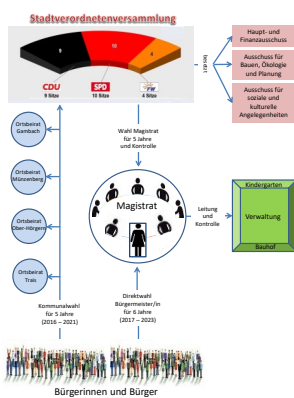 Stadtverordnetenversammlung
9
10
4
CDU
SPD
FW
9 Sitze
10 Sitze
4 Sitze
besetzt
Haupt- und
Finanzausschuss
Ausschuss für
Bauen, Ökologie
und Planung
Ausschuss für
soziale und
kulturelle
Angelegenheiten
Ortsbeirat
Gambach
Ortsbeirat
Münzenberg
Ortsbeirat
Ober-Hörgern
Ortsbeirat
Trais
Wahl Magistrat
für 5 Jahre
und Kontrolle
Magistrat
Leitung
und
Kontrolle
Kindergarten
Verwaltung
Bauhof
Kommunalwahl
für 5 Jahre
(2016 – 2021)
Direktwahl
Bürgermeister/in
für 6 Jahre
(2017 – 2023)
Bürgerinnen und Bürger